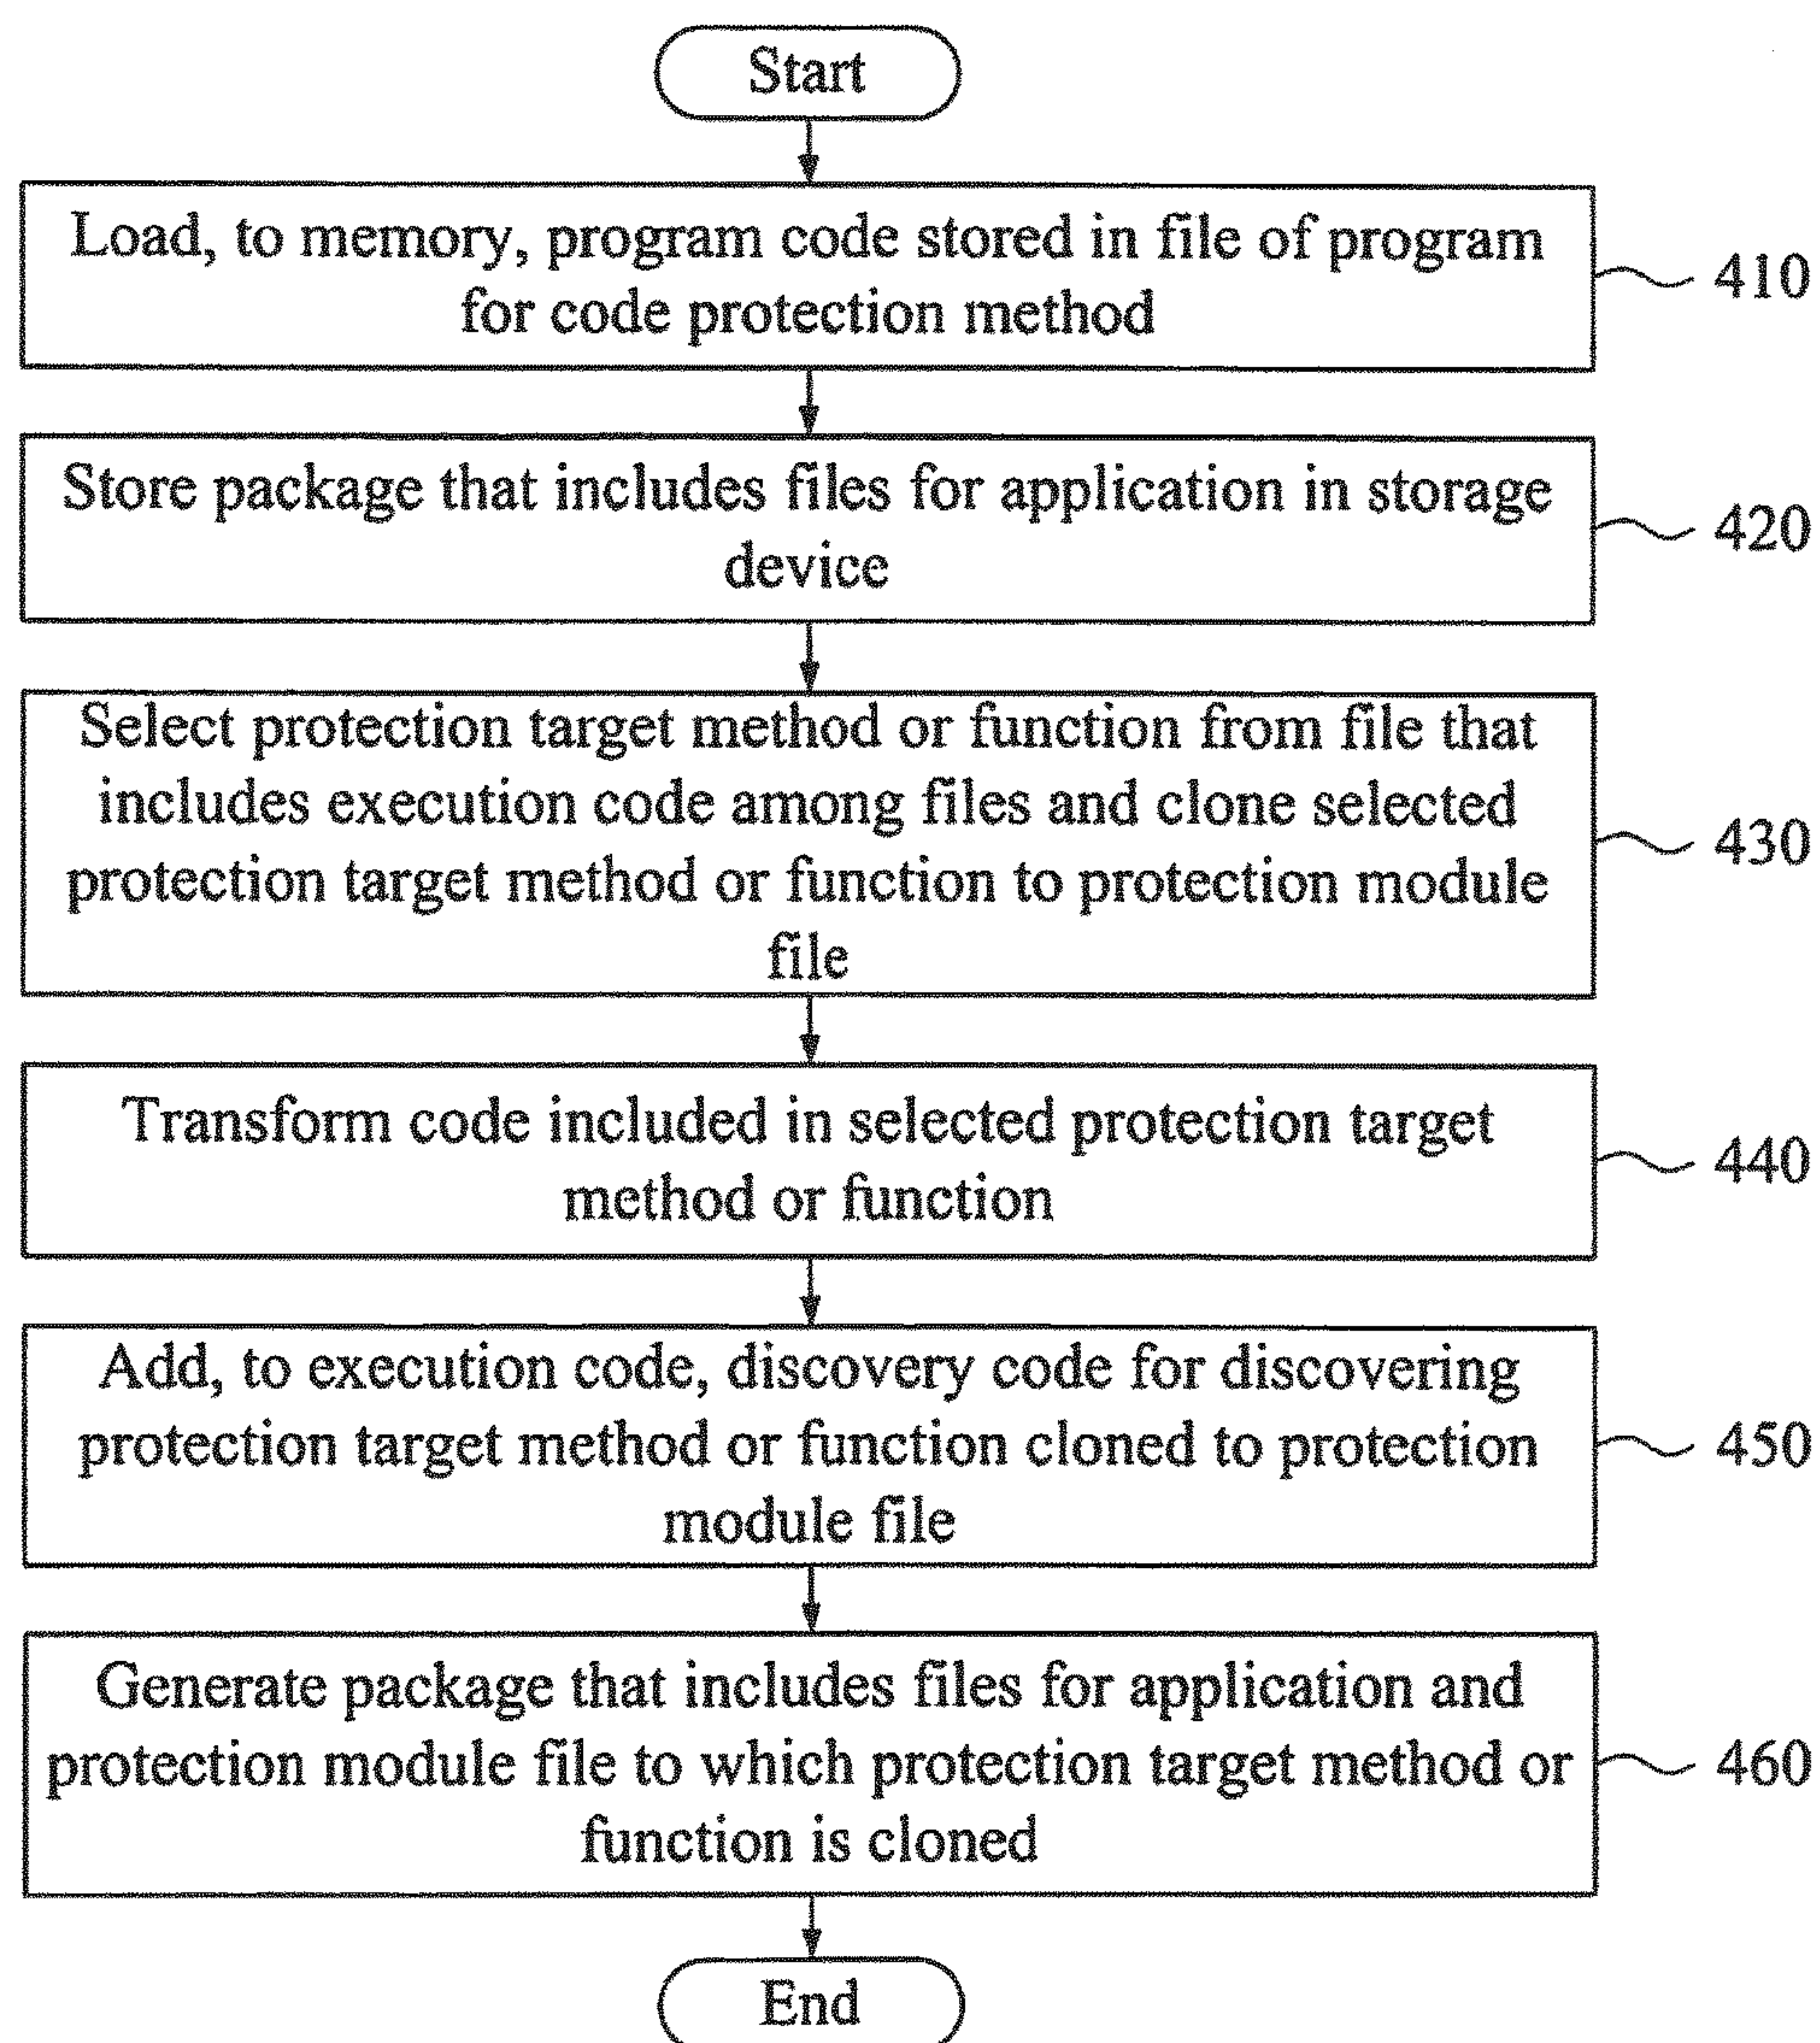 Start
Load, to memory, program code stored in file of program
for code protection method
410
Store package that includes files for application in storage
device
420
Select protection target method or function from file that
includes execution code among files and clone selected
protection target method or function to protection module
file
430
Transform code included in selected protection target
method or function
440
Add, to execution code, discovery code for discovering
protection target method or function cloned to protection
module file
450
Generate package that includes files for application and
protection module file to which protection target method or
function is cloned
460
End